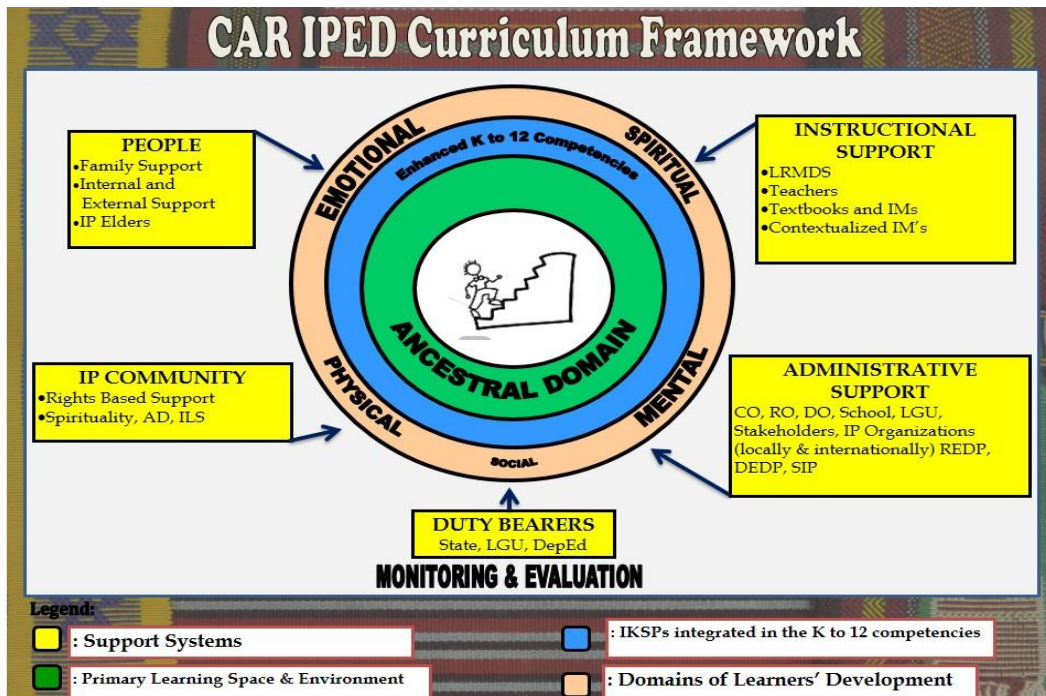 CAR IPED Curriculum Framework
PEOPLE
•Family Support
•Internal and
External Support
•IP Elders
INSTRUCTIONAL
SUPPORT
•LRMDS
•Teachers
•Textbooks and IMs
•Contextualized IM's
EMOTIONAL
SPIRITUAL
Enhanced K to 12 Competencies
ANCESTRAL DOMAIN
PHYSICAL
MENTAL
SOCIAL
IP COMMUNITY
•Rights Based Support
•Spirituality, AD, ILS
ADMINISTRATIVE
SUPPORT
CO, RO, DO, School, LGU,
Stakeholders, IP Organizations
(locally & internationally) REDP,
DEDP, SIP
DUTY BEARERS
State, LGU, DepEd
MONITORING & EVALUATION
Legend:
: Support Systems
: IKSPs integrated in the K to 12 competencies
: Primary Learning Space & Environment
: Domains of Learners' Development